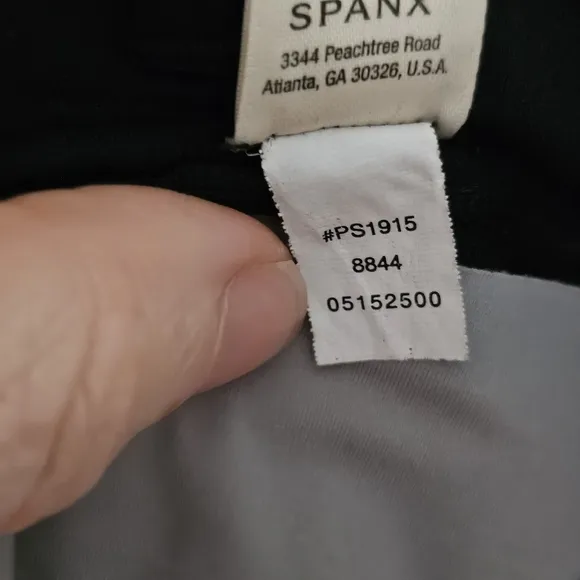 SPANX
3344 Peachtree Road
Atlanta, GA 30326, U.S.A.
#PS1915
8844
05152500